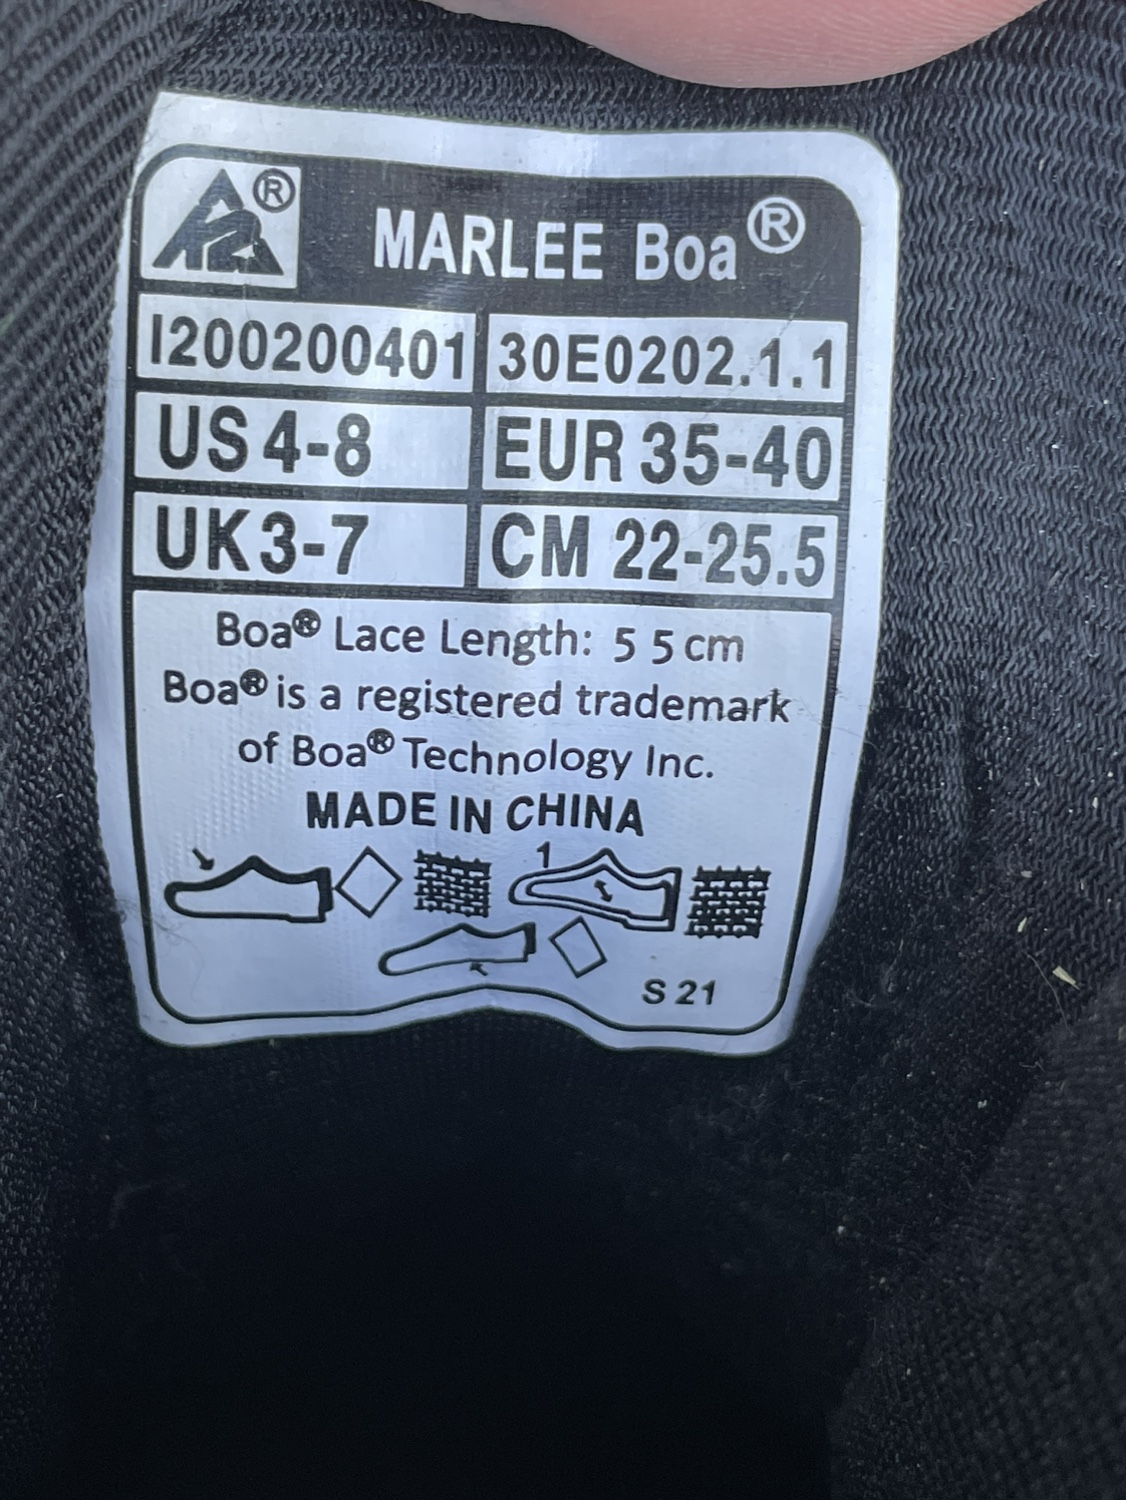 K2®
MARLEE Boa®
I200200401 30E0202.1.1
US 4-8 EUR 35-40
UK 3-7 CM 22-25.5
Boa® Lace Length: 5 5 cm
Boa® is a registered trademark
of Boa® Technology Inc.
MADE IN CHINA
1
S 21